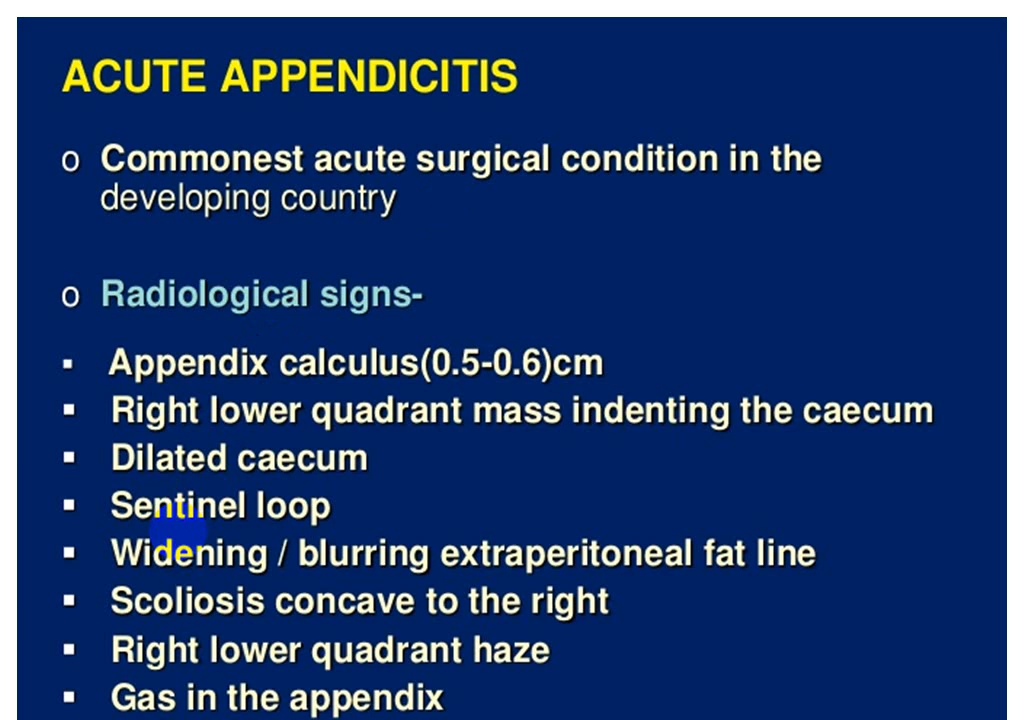 ACUTE APPENDICITIS
o Commonest acute surgical condition in the
developing country
o Radiological signs-
▪ Appendix calculus(0.5-0.6)cm
▪ Right lower quadrant mass indenting the caecum
▪ Dilated caecum
▪ Sentinel loop
▪ Widening / blurring extraperitoneal fat line
▪ Scoliosis concave to the right
▪ Right lower quadrant haze
▪ Gas in the appendix